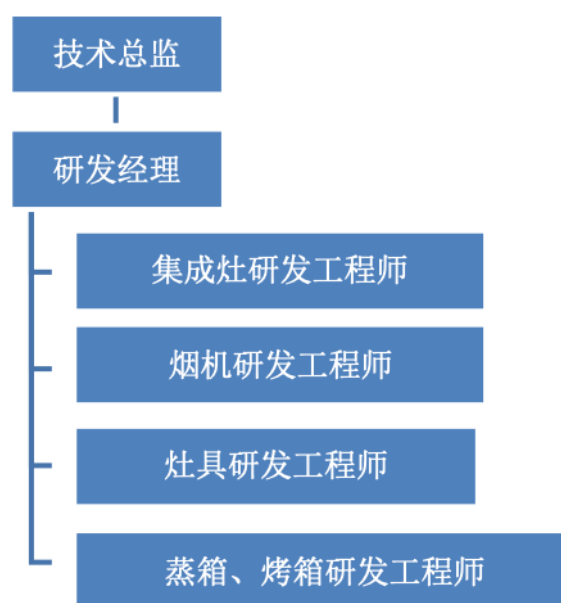 技术总监
研发经理
集成灶研发工程师
烟机研发工程师
灶具研发工程师
蒸箱、烤箱研发工程师